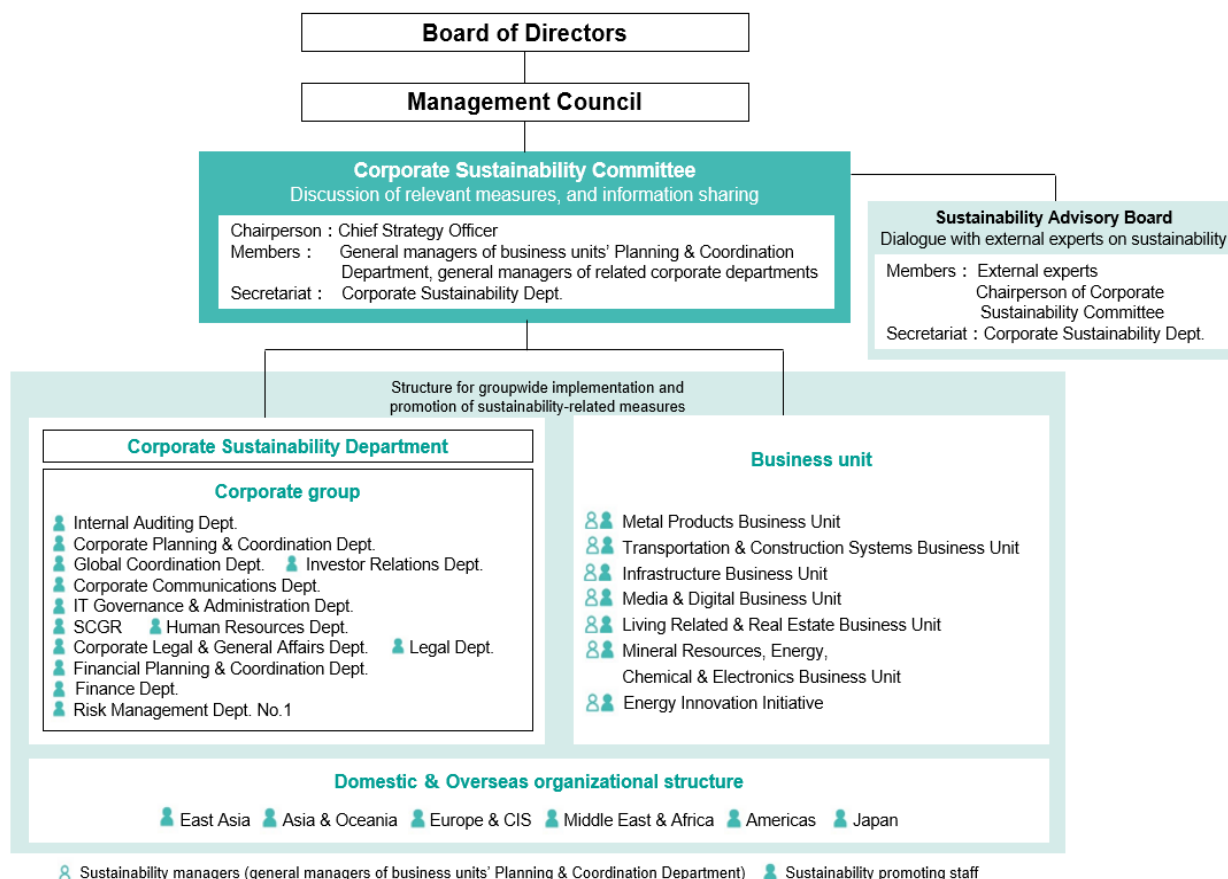 Board of Directors
Management Council
Corporate Sustainability Committee
Discussion of relevant measures, and information sharing
Chairperson : Chief Strategy Officer
Members : General managers of business units' Planning & Coordination
Department, general managers of related corporate departments
Secretariat : Corporate Sustainability Dept.
Sustainability Advisory Board
Dialogue with external experts on sustainability
Members : External experts
Chairperson of Corporate
Sustainability Committee
Secretariat : Corporate Sustainability Dept.
Structure for groupwide implementation and
promotion of sustainability-related measures
Corporate Sustainability Department
Corporate group
Internal Auditing Dept.
Corporate Planning & Coordination Dept.
Global Coordination Dept. Investor Relations Dept.
Corporate Communications Dept.
IT Governance & Administration Dept.
SCGR Human Resources Dept.
Corporate Legal & General Affairs Dept. Legal Dept.
Financial Planning & Coordination Dept.
Finance Dept.
Risk Management Dept. No.1
Business unit
Metal Products Business Unit
Transportation & Construction Systems Business Unit
Infrastructure Business Unit
Media & Digital Business Unit
Living Related & Real Estate Business Unit
Mineral Resources, Energy,
Chemical & Electronics Business Unit
Energy Innovation Initiative
Domestic & Overseas organizational structure
East Asia Asia & Oceania Europe & CIS Middle East & Africa Americas Japan
Sustainability managers (general managers of business units' Planning & Coordination Department) Sustainability promoting staff